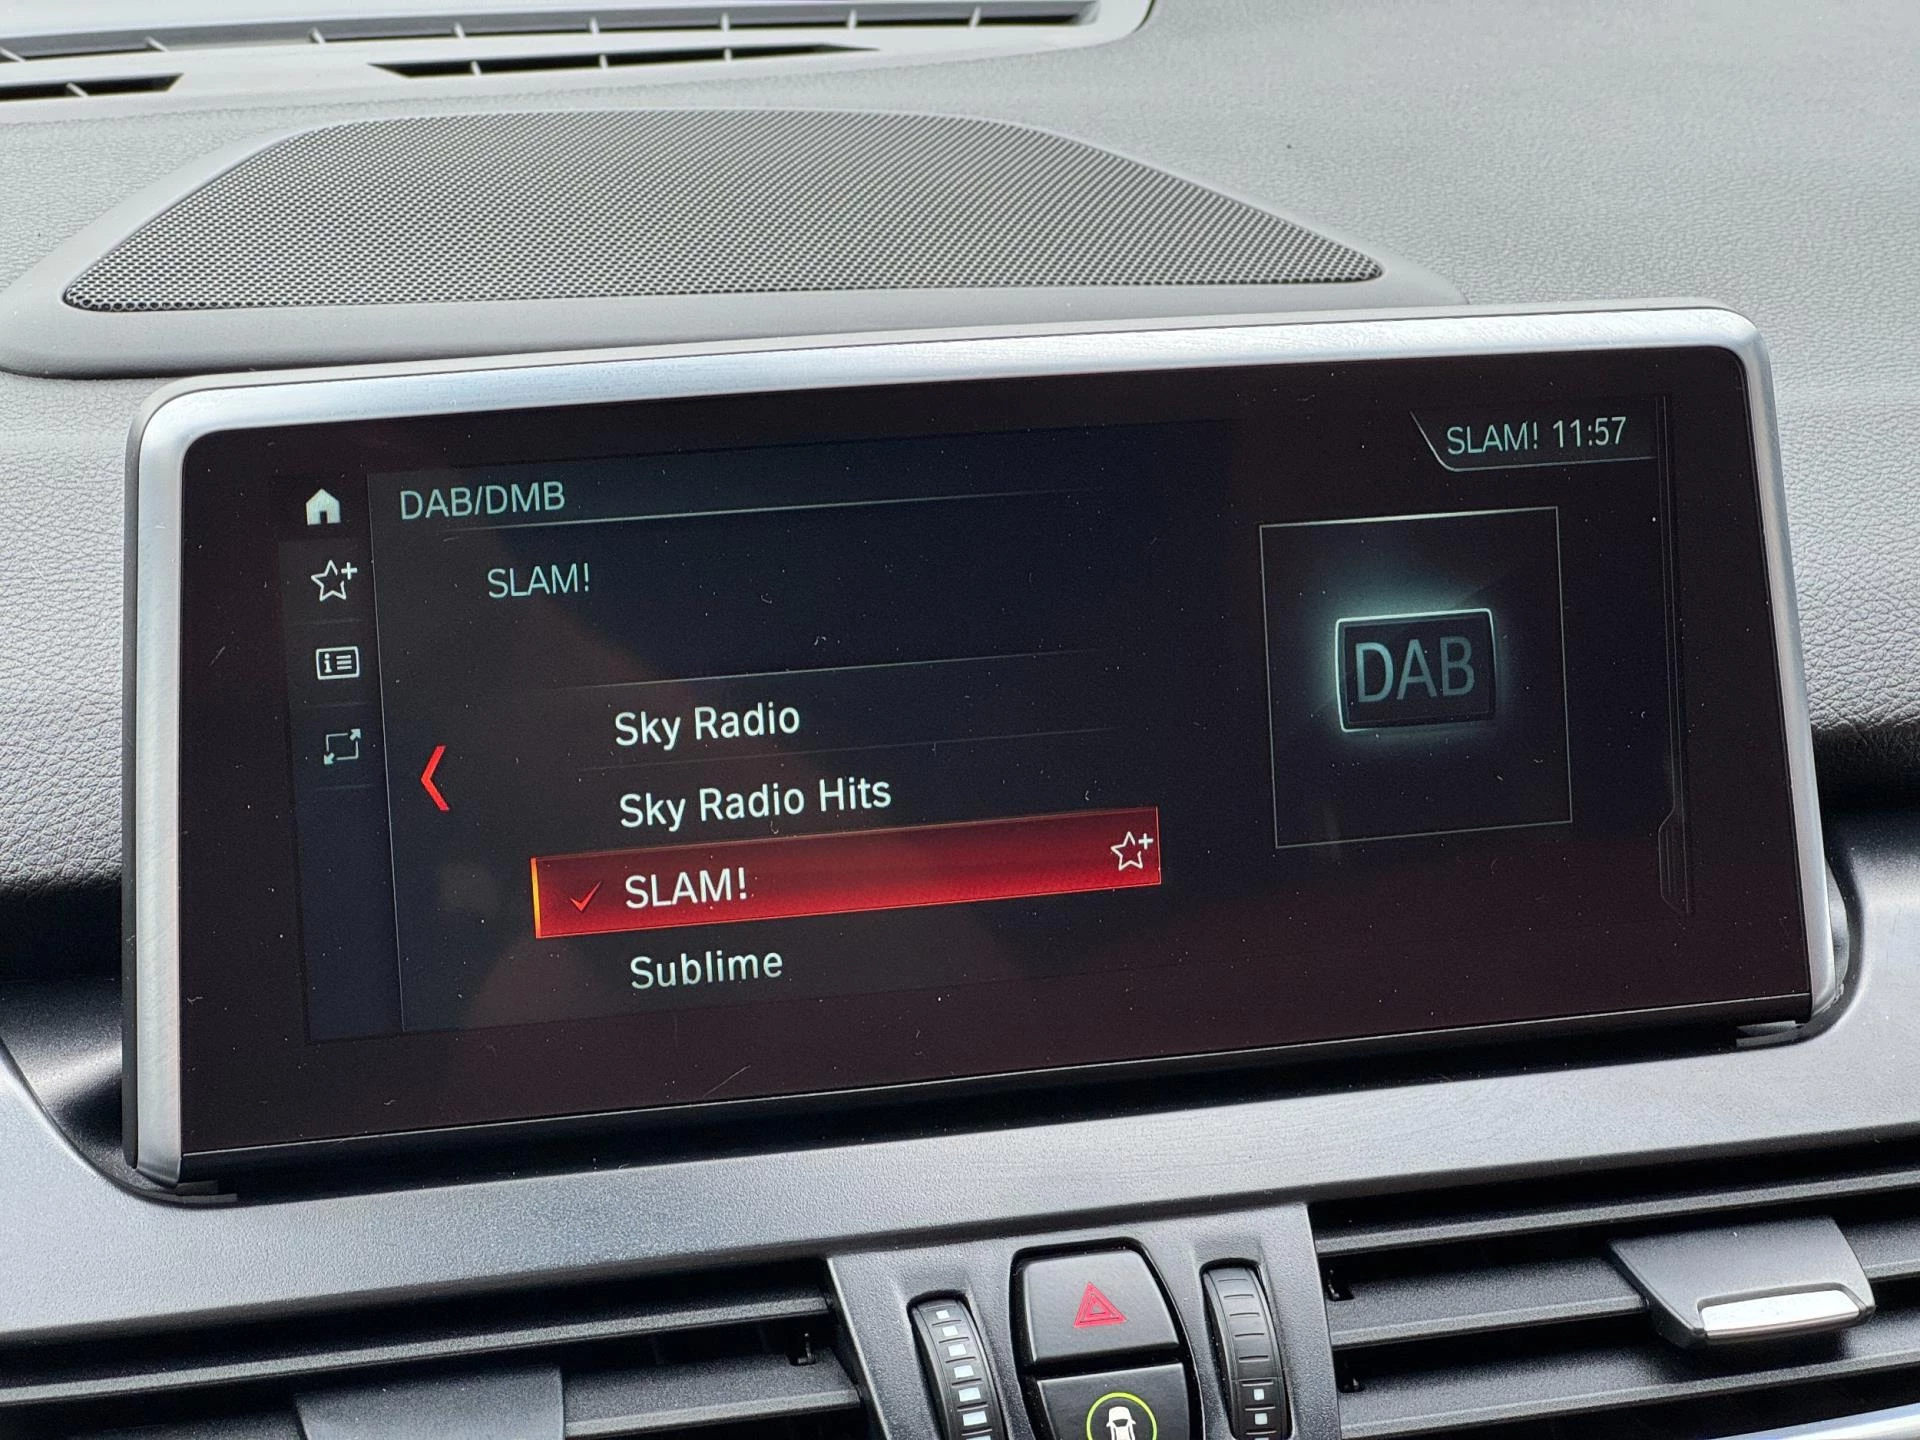 SLAM! 11:57
DAB/DMB
SLAM!
DAB
Sky Radio
Sky Radio Hits
SLAM!
Sublime